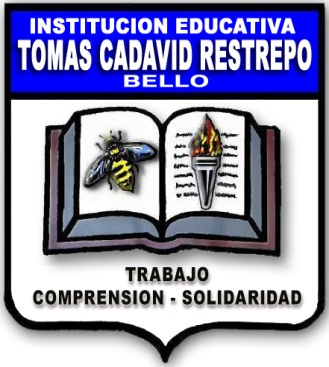 INSTITUCION EDUCATIVA
TOMAS CADAVID RESTREPO
BELLO
TRABAJO
COMPRENSION - SOLIDARIDAD